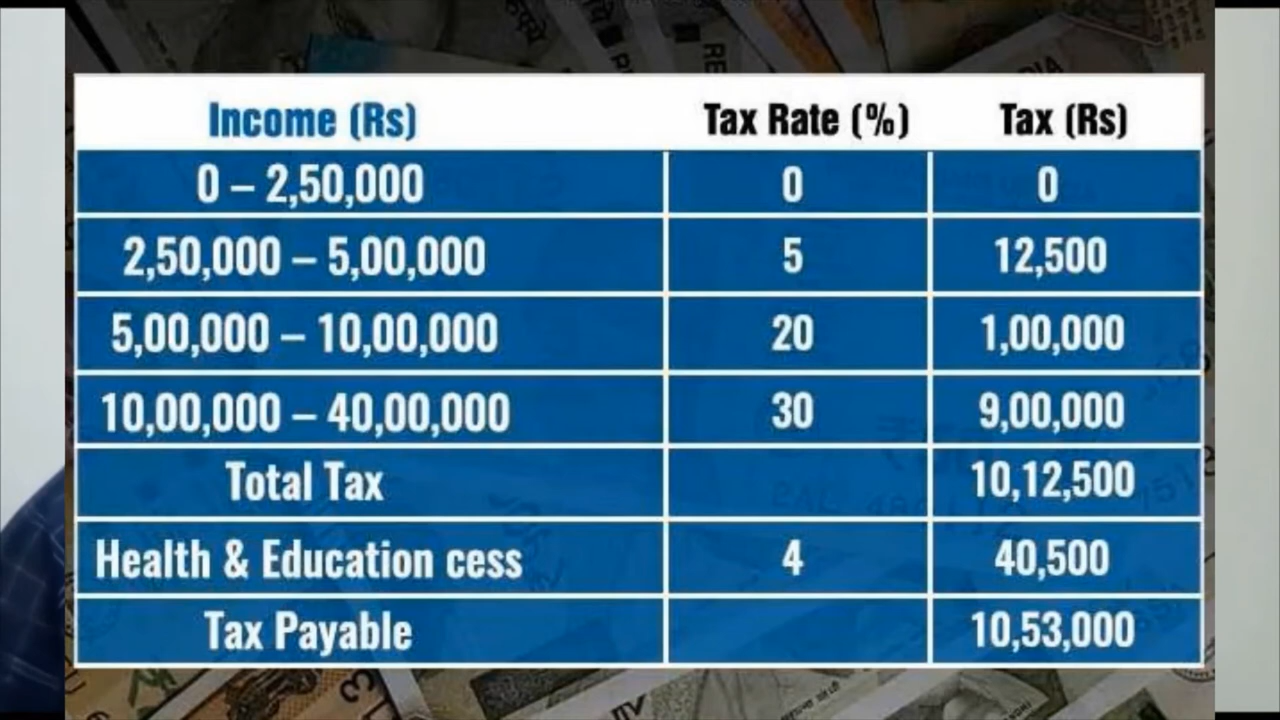 Income (Rs) Tax Rate (%) Tax (Rs)
0 – 2,50,000 0 0
2,50,000 – 5,00,000 5 12,500
5,00,000 – 10,00,000 20 1,00,000
10,00,000 – 40,00,000 30 9,00,000
Total Tax 10,12,500
Health & Education cess 4 40,500
Tax Payable 10,53,000